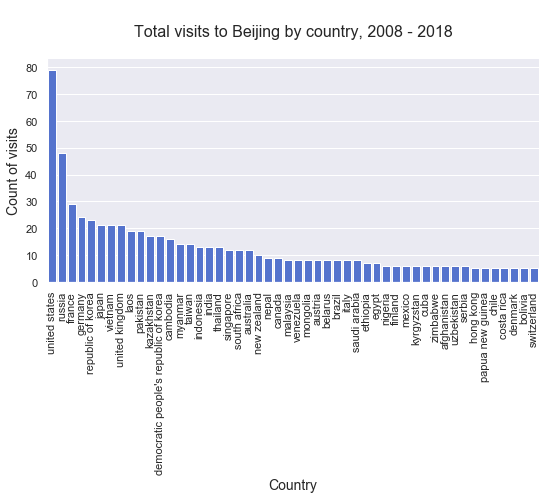 Total visits to Beijing by country, 2008 - 2018
Count of visits
80
70
60
50
40
30
20
10
0
united states
russia
france
germany
republic of korea
japan
vietnam
united kingdom
laos
pakistan
kazakhstan
democratic people's republic of korea
cambodia
myanmar
taiwan
indonesia
india
thailand
singapore
south africa
australia
new zealand
nepal
canada
malaysia
venezuela
mongolia
austria
belarus
brazil
italy
saudi arabia
ethiopia
egypt
nigeria
finland
mexico
kyrgyzstan
cuba
zimbabwe
afghanistan
uzbekistan
serbia
hong kong
papua new guinea
chile
costa rica
denmark
bolivia
switzerland
Country